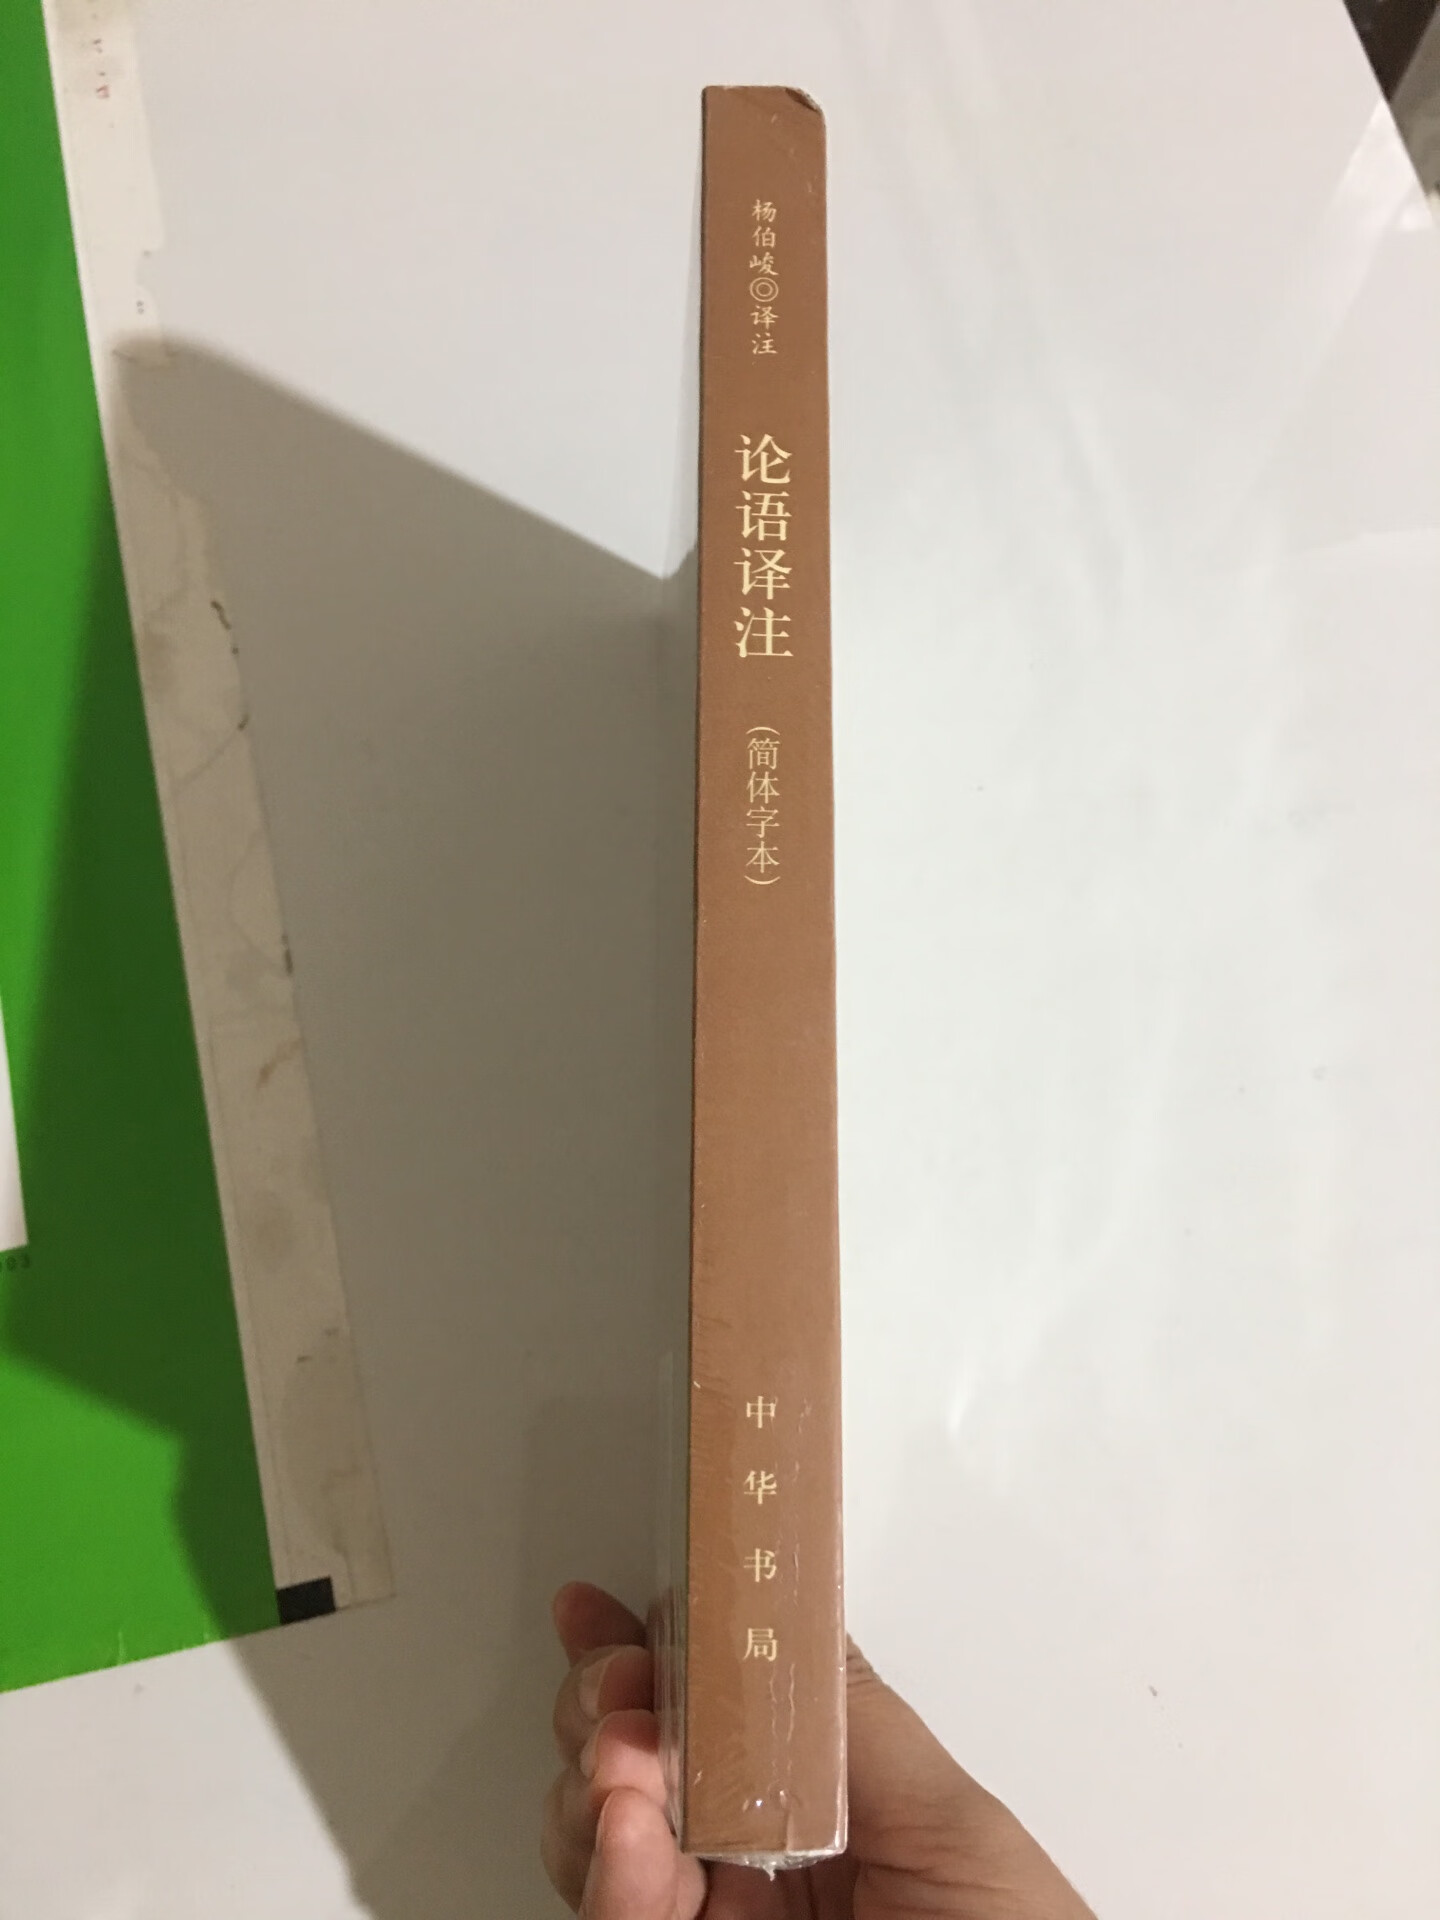 杨伯峻◎译注
论语译注
(简体字本)
中华书局